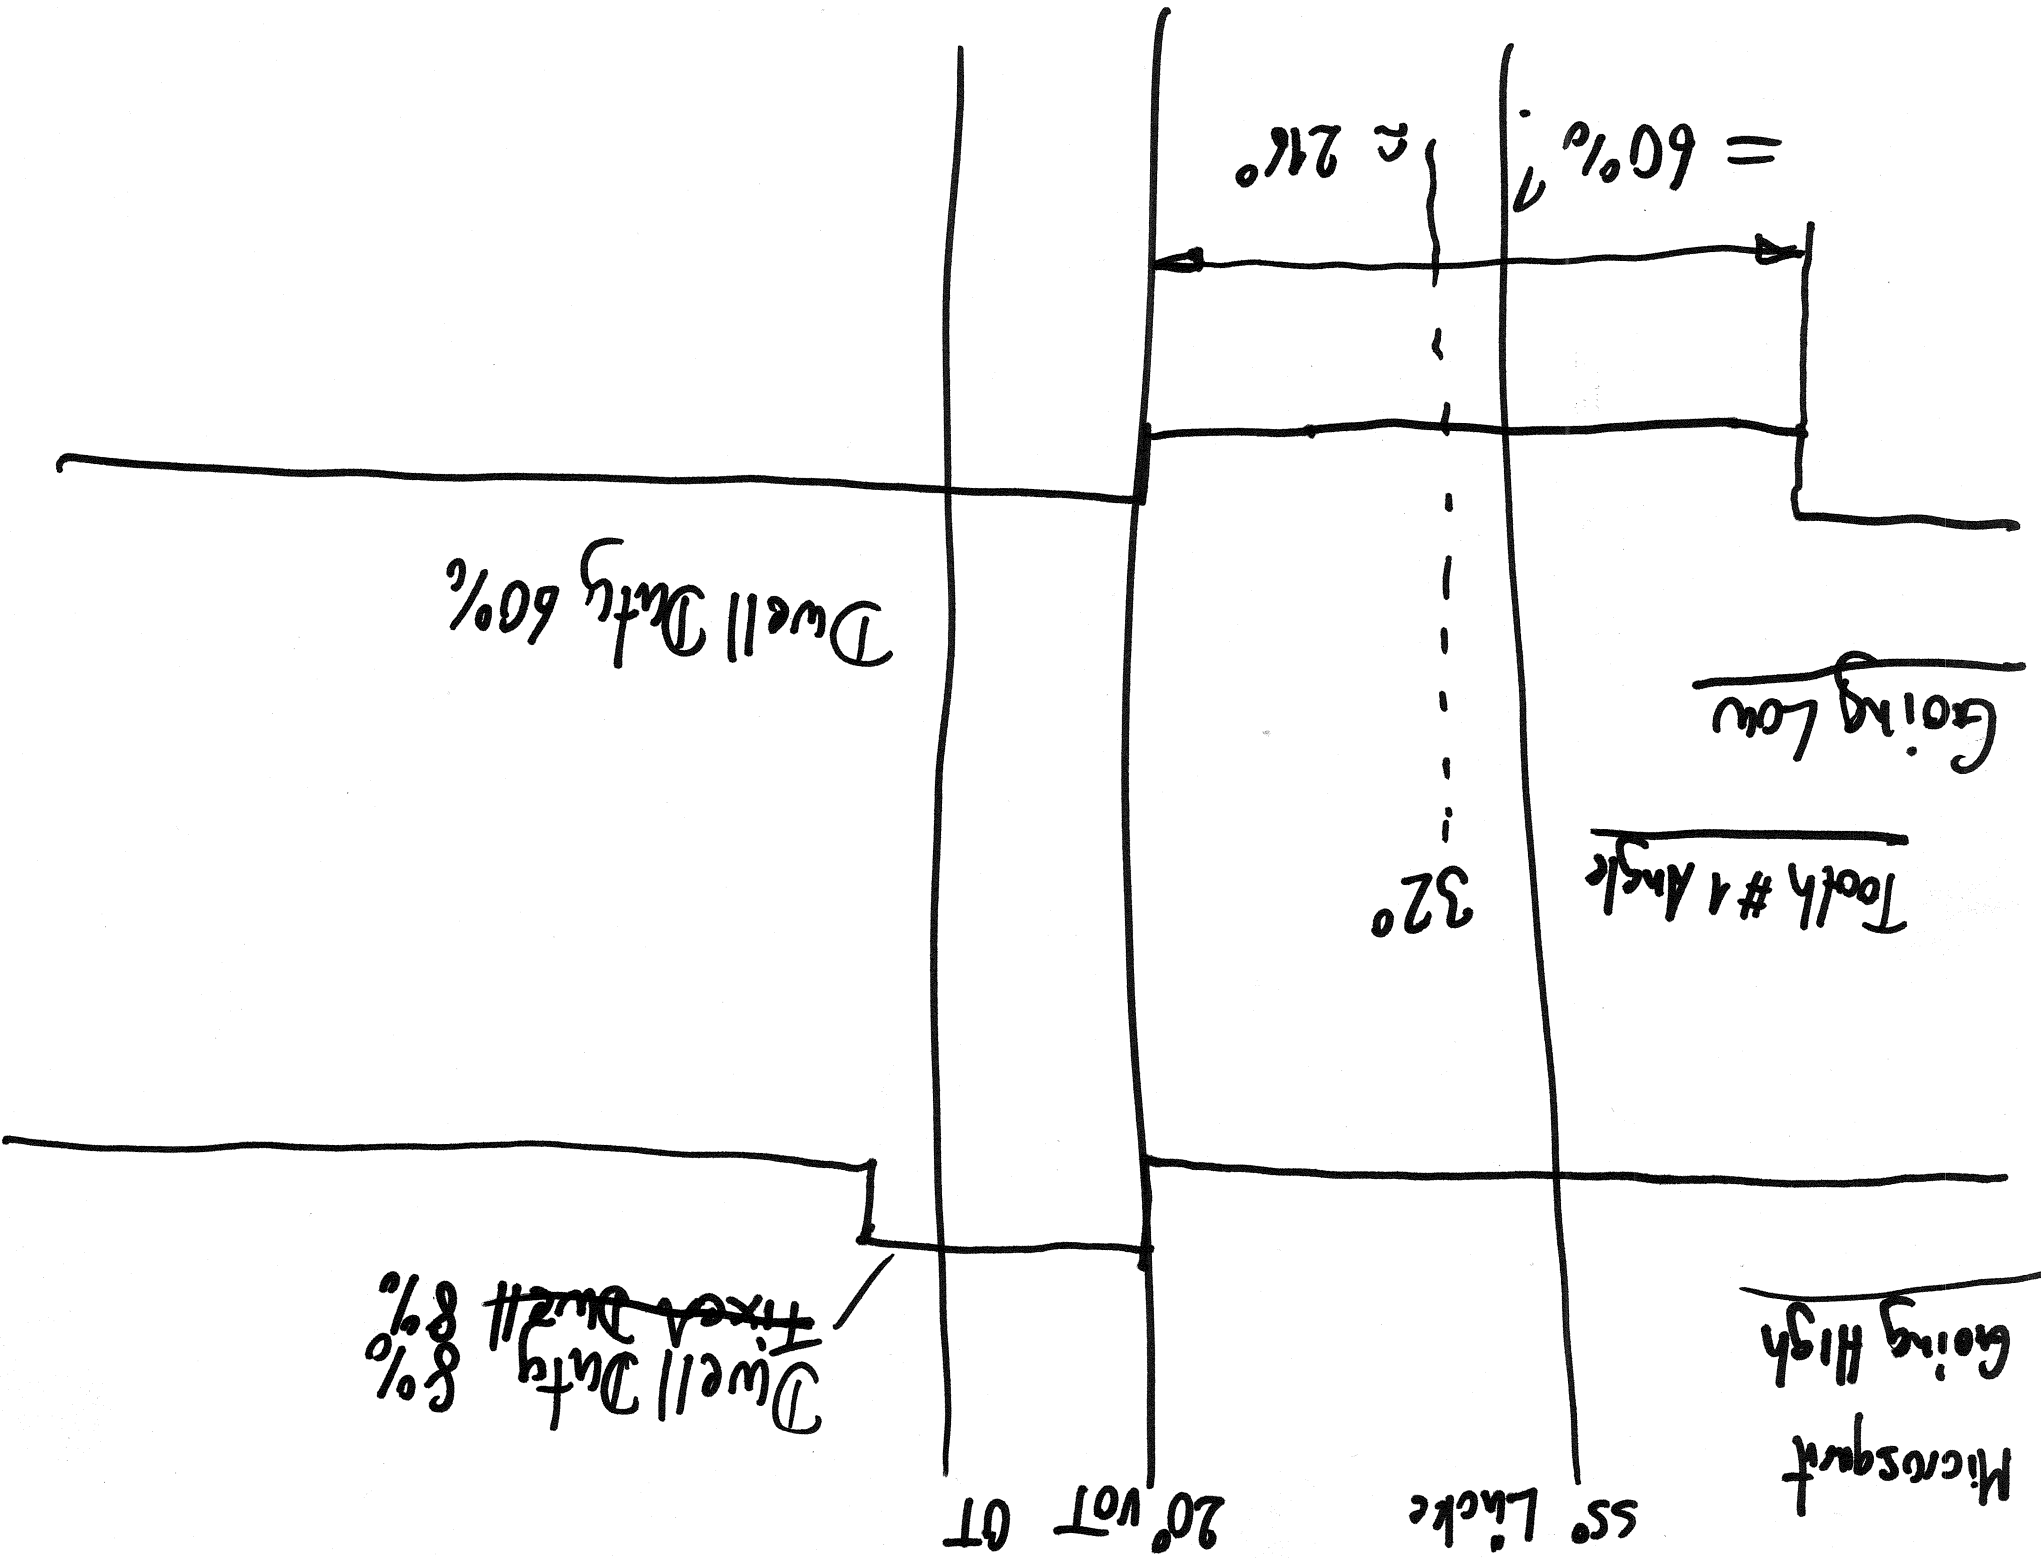 Microsquirt
55° Lücke
20° VOT
OT
Going High
Dwell Duty 8%
Fixed Dwell 8%
Tooth #1 Angle
32°
Going Low
Dwell Duty 60%
= 60%
≈ 216°